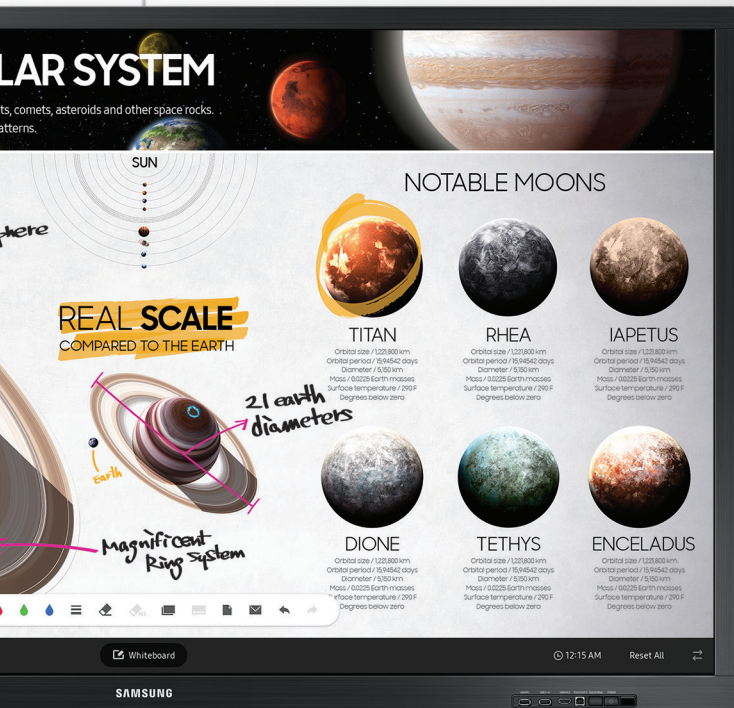 LAR SYSTEM
ts, comets, asteroids and other space rocks.
atterns.
SUN
NOTABLE MOONS
here
REAL SCALE
COMPARED TO THE EARTH
TITAN
Orbital size / 1,221,800 km
Orbital period / 15,94542 days
Diameter / 5,150 km
Mass / 0.0225 Earth masses
Surface temperature / 290 F
Degrees below zero
RHEA
Orbital size / 1,221,800 km
Orbital period / 15,94542 days
Diameter / 5,150 km
Mass / 0.0225 Earth masses
Surface temperature / 290 F
Degrees below zero
IAPETUS
Orbital size / 1,221,800 km
Orbital period / 15,94542 days
Diameter / 5,150 km
Mass / 0.0225 Earth masses
Surface temperature / 290 F
Degrees below zero
21 earth
diameters
Earth
Magnificent
Ring System
DIONE
Orbital size / 1,221,800 km
Orbital period / 15,94542 days
Diameter / 5,150 km
Mass / 0.0225 Earth masses
Surface temperature / 290 F
Degrees below zero
TETHYS
Orbital size / 1,221,800 km
Orbital period / 15,94542 days
Diameter / 5,150 km
Mass / 0.0225 Earth masses
Surface temperature / 290 F
Degrees below zero
ENCELADUS
Orbital size / 1,221,800 km
Orbital period / 15,94542 days
Diameter / 5,150 km
Mass / 0.0225 Earth masses
Surface temperature / 290 F
Degrees below zero
Whiteboard
12:15 AM
Reset All
SAMSUNG